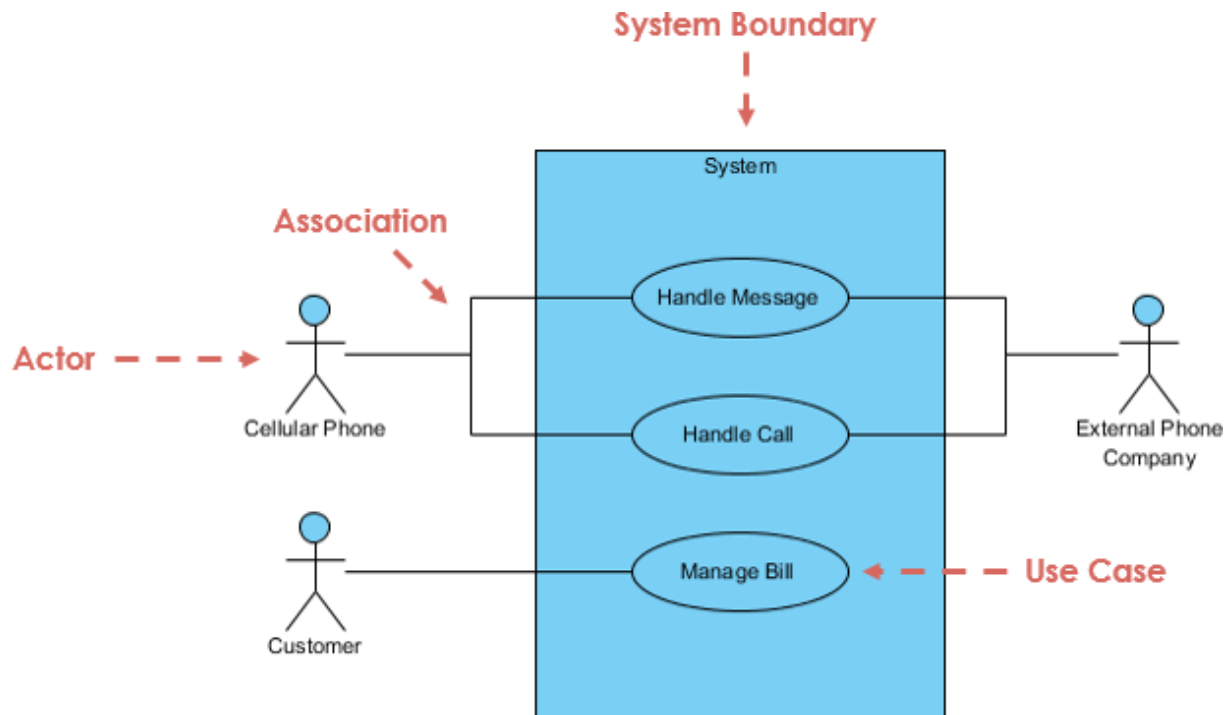 System Boundary
System
Association
Handle Message
Actor
Cellular Phone
Handle Call
External Phone
Company
Manage Bill
Use Case
Customer